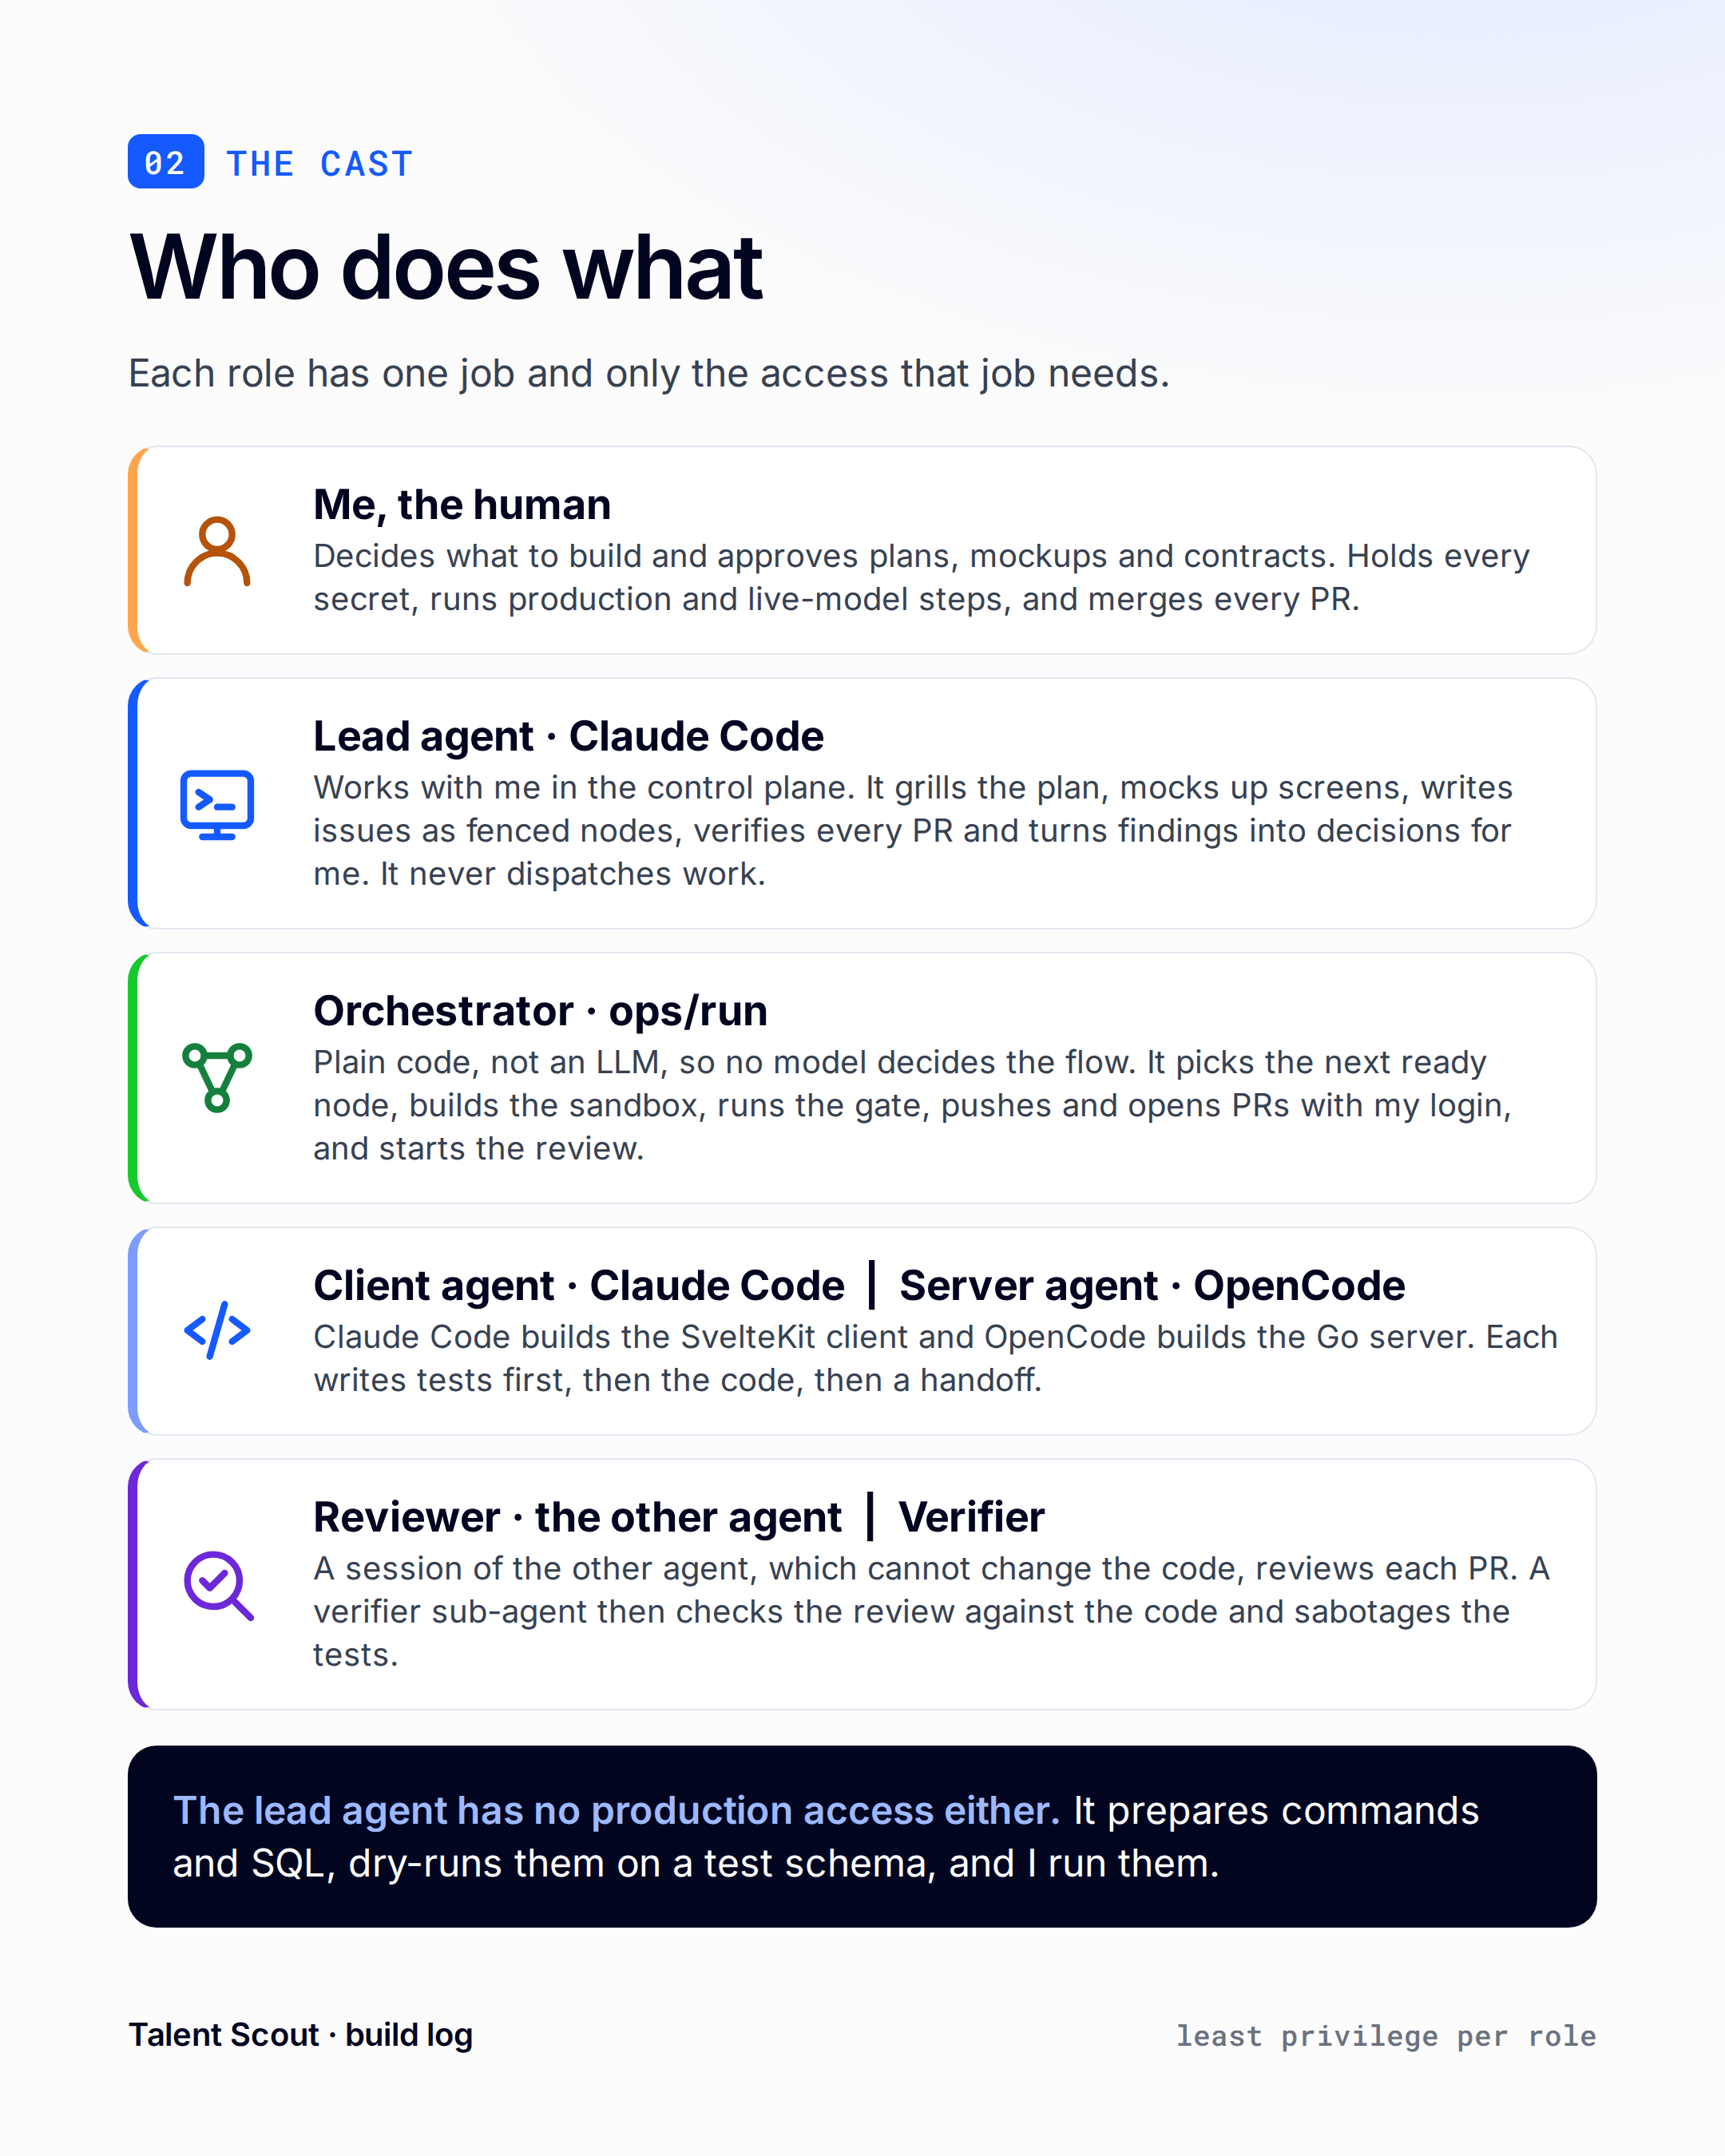 02 THE CAST
Who does what
Each role has one job and only the access that job needs.
Me, the human
Decides what to build and approves plans, mockups and contracts. Holds every
secret, runs production and live-model steps, and merges every PR.
Lead agent · Claude Code
Works with me in the control plane. It grills the plan, mocks up screens, writes
issues as fenced nodes, verifies every PR and turns findings into decisions for
me. It never dispatches work.
Orchestrator · ops/run
Plain code, not an LLM, so no model decides the flow. It picks the next ready
node, builds the sandbox, runs the gate, pushes and opens PRs with my login,
and starts the review.
Client agent · Claude Code | Server agent · OpenCode
Claude Code builds the SvelteKit client and OpenCode builds the Go server. Each
writes tests first, then the code, then a handoff.
Reviewer · the other agent | Verifier
A session of the other agent, which cannot change the code, reviews each PR. A
verifier sub-agent then checks the review against the code and sabotages the
tests.
The lead agent has no production access either. It prepares commands
and SQL, dry-runs them on a test schema, and I run them.
Talent Scout · build log
least privilege per role